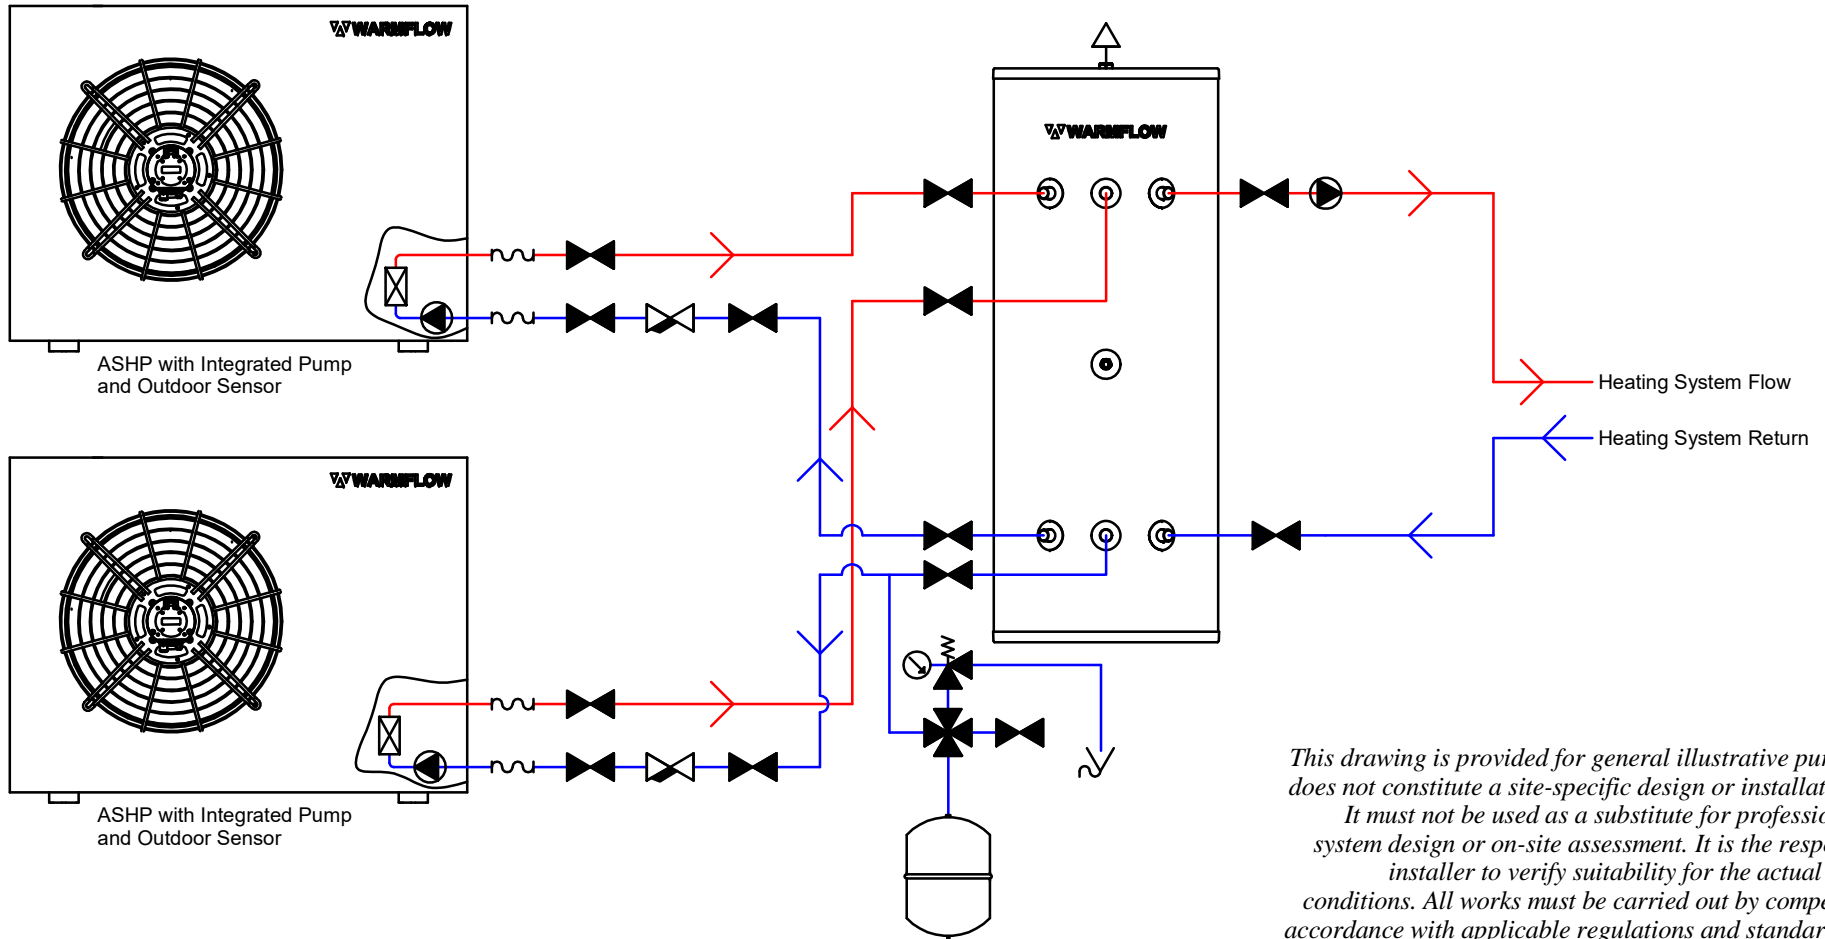 WARMFLOW
WARMFLOW
ASHP with Integrated Pump
and Outdoor Sensor
Heating System Flow
Heating System Return
WARMFLOW
ASHP with Integrated Pump
and Outdoor Sensor
This drawing is provided for general illustrative pur
does not constitute a site-specific design or installat
It must not be used as a substitute for professio
system design or on-site assessment. It is the resp
installer to verify suitability for the actual
conditions. All works must be carried out by compe
accordance with applicable regulations and standar